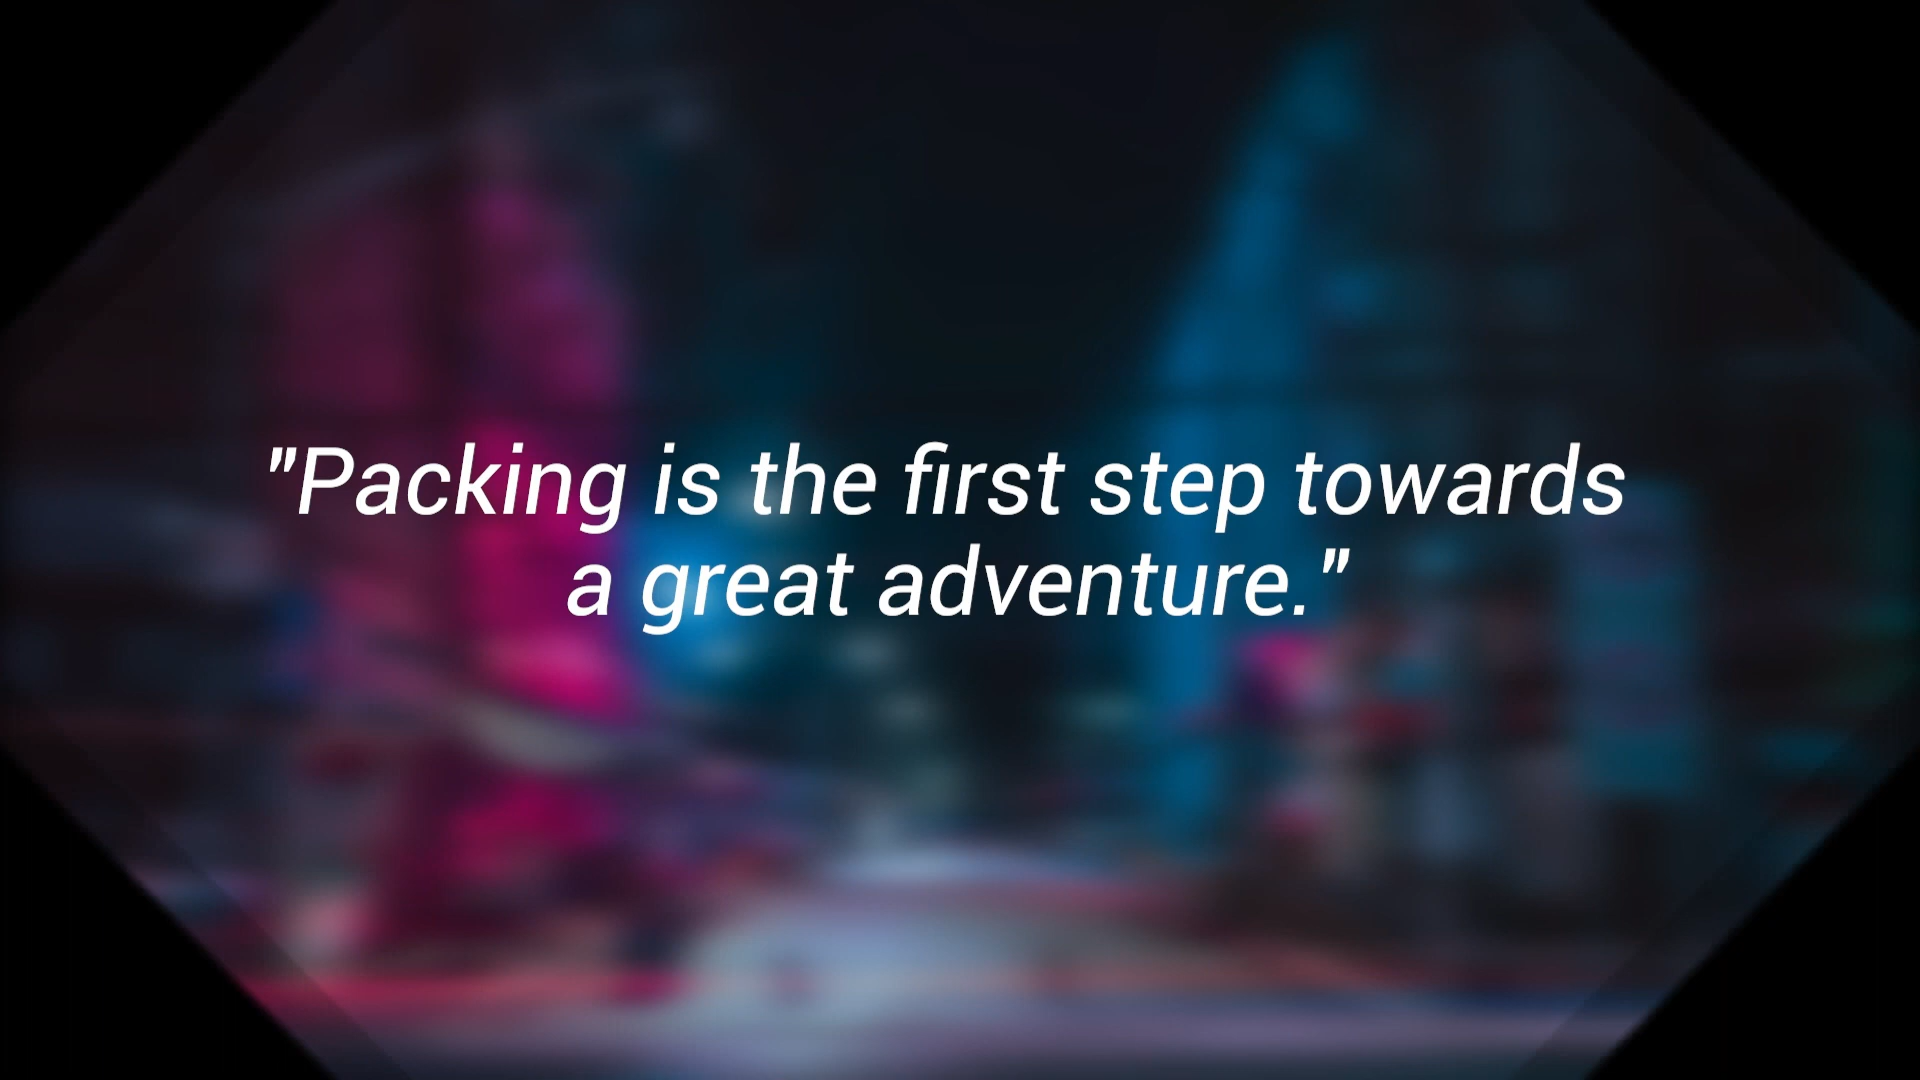 "Packing is the first step towards
a great adventure."